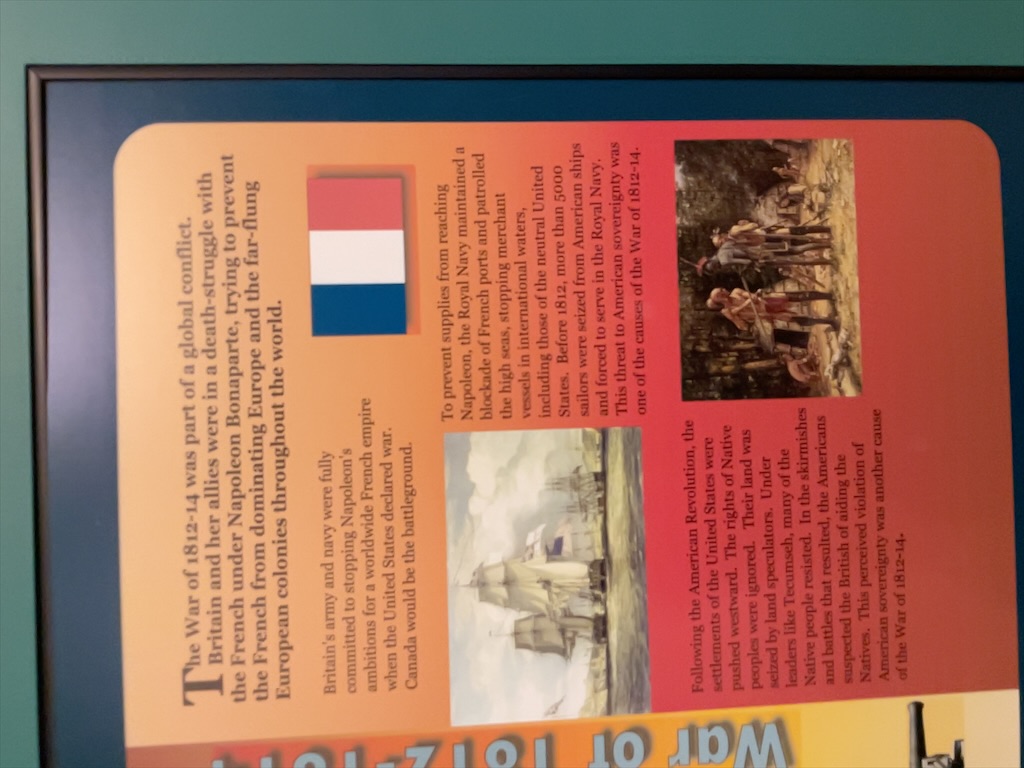 The War of 1812-14 was part of a global conflict.
Britain and her allies were in a death-struggle with
the French under Napoleon Bonaparte, trying to prevent
the French from dominating Europe and the far-flung
European colonies throughout the world.
Britain's army and navy were fully
committed to stopping Napoleon's
ambitions for a worldwide French empire
when the United States declared war.
Canada would be the battleground.
To prevent supplies from reaching
Napoleon, the Royal Navy maintained a
blockade of French ports and patrolled
the high seas, stopping merchant
vessels in international waters,
including those of the neutral United
States. Before 1812, more than 5000
sailors were seized from American ships
and forced to serve in the Royal Navy.
This threat to American sovereignty was
one of the causes of the War of 1812-14.
Following the American Revolution, the
settlements of the United States were
pushed westward. The rights of Native
peoples were ignored. Their land was
seized by land speculators. Under
leaders like Tecumseh, many of the
Native people resisted. In the skirmishes
and battles that resulted, the Americans
suspected the British of aiding the
Natives. This perceived violation of
American sovereignty was another cause
of the War of 1812-14.
War of 1812-1814